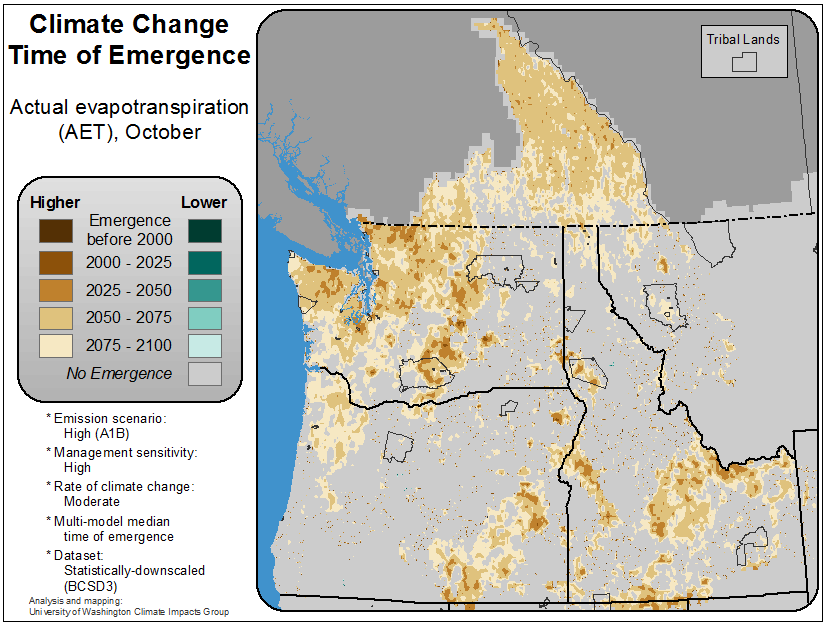 Climate Change
Time of Emergence
Actual evapotranspiration
(AET), October
Higher Lower
Emergence
before 2000
2000 - 2025
2025 - 2050
2050 - 2075
2075 - 2100
No Emergence
* Emission scenario:
High (A1B)
* Management sensitivity:
High
* Rate of climate change:
Moderate
* Multi-model median
time of emergence
* Dataset:
Statistically-downscaled
(BCSD3)
Analysis and mapping:
University of Washington Climate Impacts Group
Tribal Lands